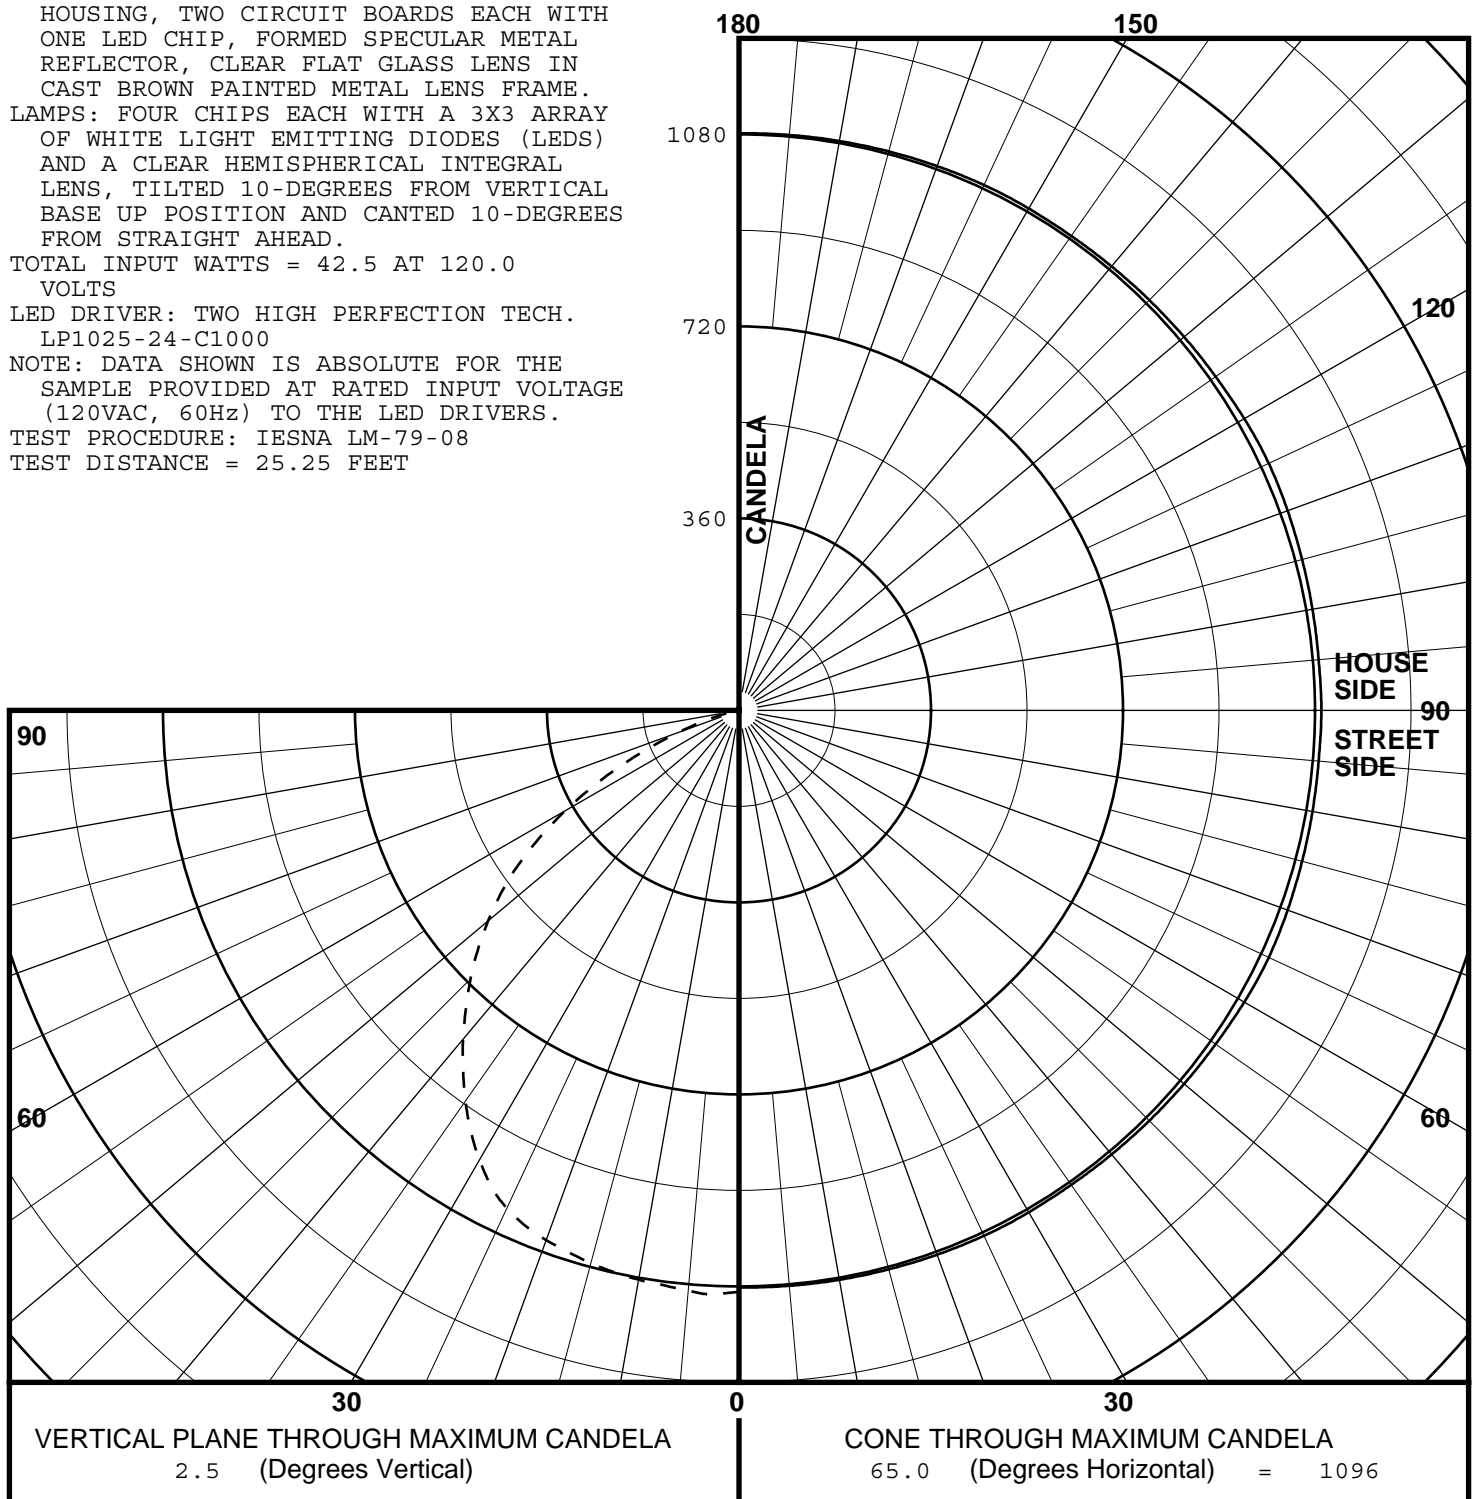 HOUSING, TWO CIRCUIT BOARDS EACH WITH
ONE LED CHIP, FORMED SPECULAR METAL
REFLECTOR, CLEAR FLAT GLASS LENS IN
CAST BROWN PAINTED METAL LENS FRAME.
LAMPS: FOUR CHIPS EACH WITH A 3X3 ARRAY
OF WHITE LIGHT EMITTING DIODES (LEDS)
AND A CLEAR HEMISPHERICAL INTEGRAL
LENS, TILTED 10-DEGREES FROM VERTICAL
BASE UP POSITION AND CANTED 10-DEGREES
FROM STRAIGHT AHEAD.
TOTAL INPUT WATTS = 42.5 AT 120.0
VOLTS
LED DRIVER: TWO HIGH PERFECTION TECH.
LP1025-24-C1000
NOTE: DATA SHOWN IS ABSOLUTE FOR THE
SAMPLE PROVIDED AT RATED INPUT VOLTAGE
(120VAC, 60Hz) TO THE LED DRIVERS.
TEST PROCEDURE: IESNA LM-79-08
TEST DISTANCE = 25.25 FEET
180
150
1080
120
720
CANDELA
360
HOUSE
SIDE
90
STREET
SIDE
90
60
60
30
0
30
VERTICAL PLANE THROUGH MAXIMUM CANDELA
2.5 (Degrees Vertical)
CONE THROUGH MAXIMUM CANDELA
65.0 (Degrees Horizontal) = 1096